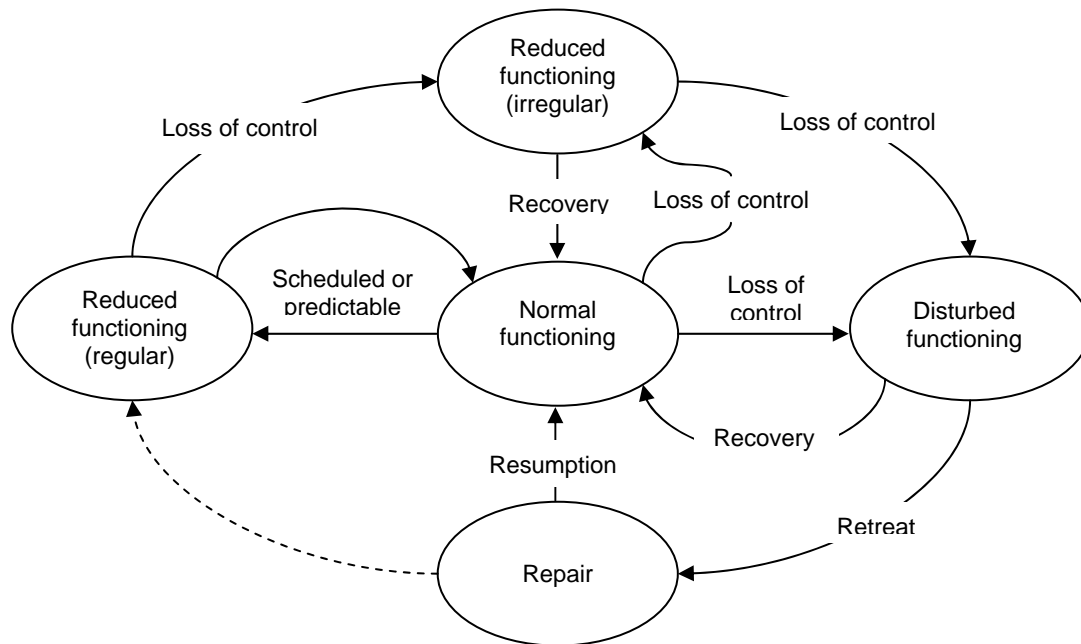 Reduced
functioning
(irregular)
Loss of control
Loss of control
Recovery
Loss of control
Scheduled or
predictable
Reduced
functioning
(regular)
Normal
functioning
Loss of
control
Disturbed
functioning
Recovery
Resumption
Retreat
Repair